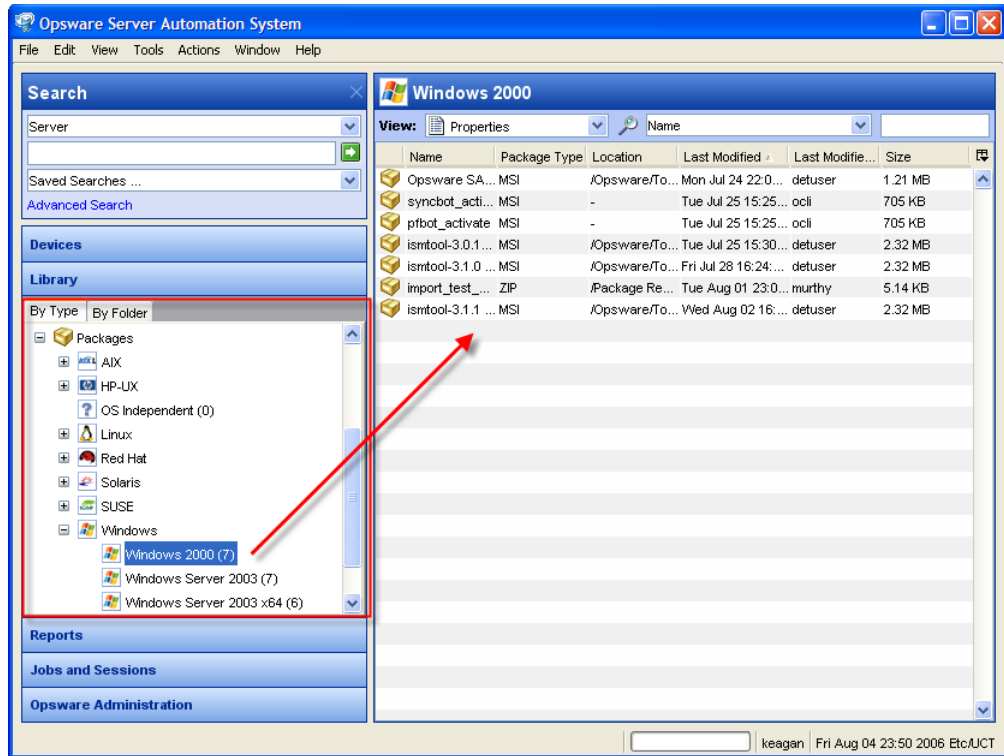 Opsware Server Automation System
File Edit View Tools Actions Window Help
Search
Server
Saved Searches ...
Advanced Search
Devices
Library
By Type By Folder
Packages
AIX
HP-UX
OS Independent (0)
Linux
Red Hat
Solaris
SUSE
Windows
Windows 2000 (7)
Windows Server 2003 (7)
Windows Server 2003 x64 (6)
Reports
Jobs and Sessions
Opsware Administration
Windows 2000
View: Properties Name
Name Package Type Location Last Modified Last Modifie... Size
Opsware SA... MSI /Opsware/To... Mon Jul 24 22:0... detuser 1.21 MB
syncbot_acti... MSI - Tue Jul 25 15:25... ocli 705 KB
pfbot_activate MSI - Tue Jul 25 15:25... ocli 705 KB
ismtool-3.0.1... MSI /Opsware/To... Tue Jul 25 15:30... detuser 2.32 MB
ismtool-3.1.0 ... MSI /Opsware/To... Fri Jul 28 16:24:... detuser 2.32 MB
import_test_... ZIP /Package Re... Tue Aug 01 23:0... murthy 5.14 KB
ismtool-3.1.1 ... MSI /Opsware/To... Wed Aug 02 16:... detuser 2.32 MB
keagan Fri Aug 04 23:50 2006 Etc/UCT